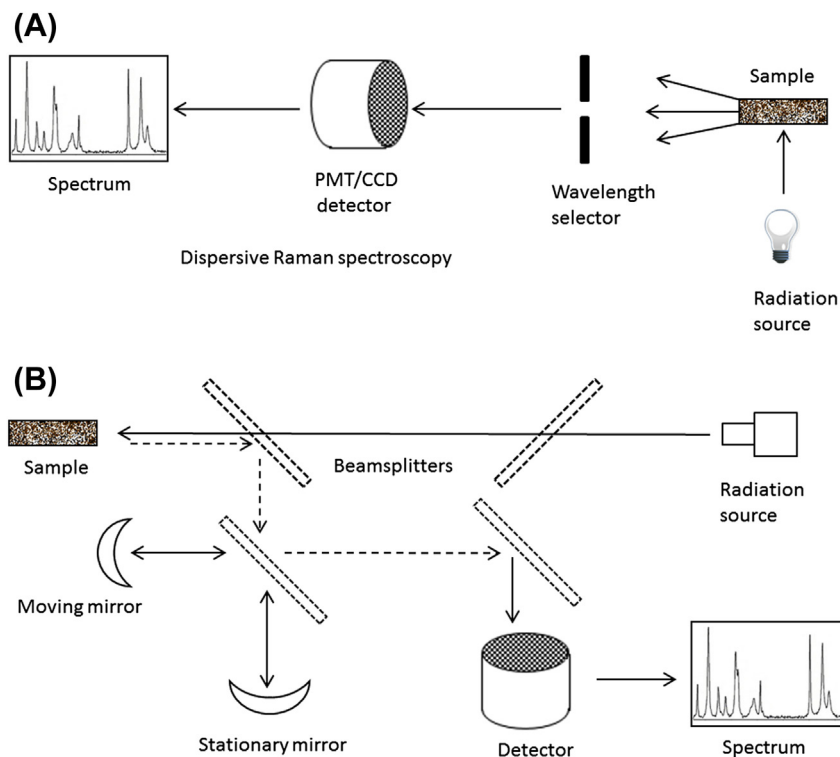 (A)
Sample
Spectrum
PMT/CCD
detector
Wavelength
selector
Dispersive Raman spectroscopy
Radiation
source
(B)
Sample
Beamsplitters
Radiation
source
Moving mirror
Stationary mirror
Detector
Spectrum